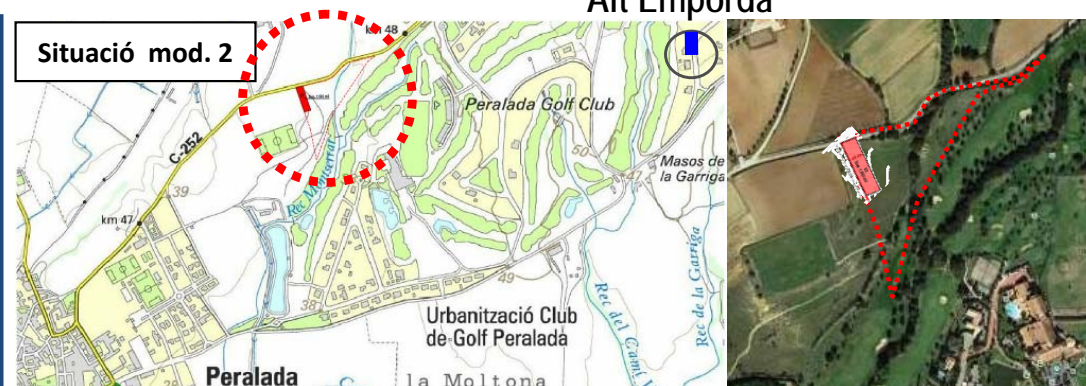 Alt Empordà
Situació mod. 2
km 48
Peralada Golf Club
C-252
50
Masos de
la Garriga
47
39
Rec Montserrat
km 47
49
38
Rec de la Garriga
Urbanització Club
de Golf Peralada
Rec del Camí V
Peralada
la Moltona
28